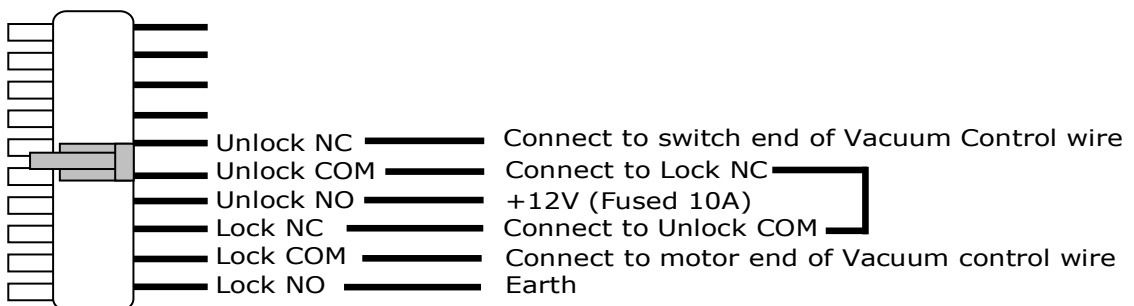 Unlock NC Connect to switch end of Vacuum Control wire
Unlock COM Connect to Lock NC
Unlock NO +12V (Fused 10A)
Lock NC Connect to Unlock COM
Lock COM Connect to motor end of Vacuum control wire
Lock NO Earth